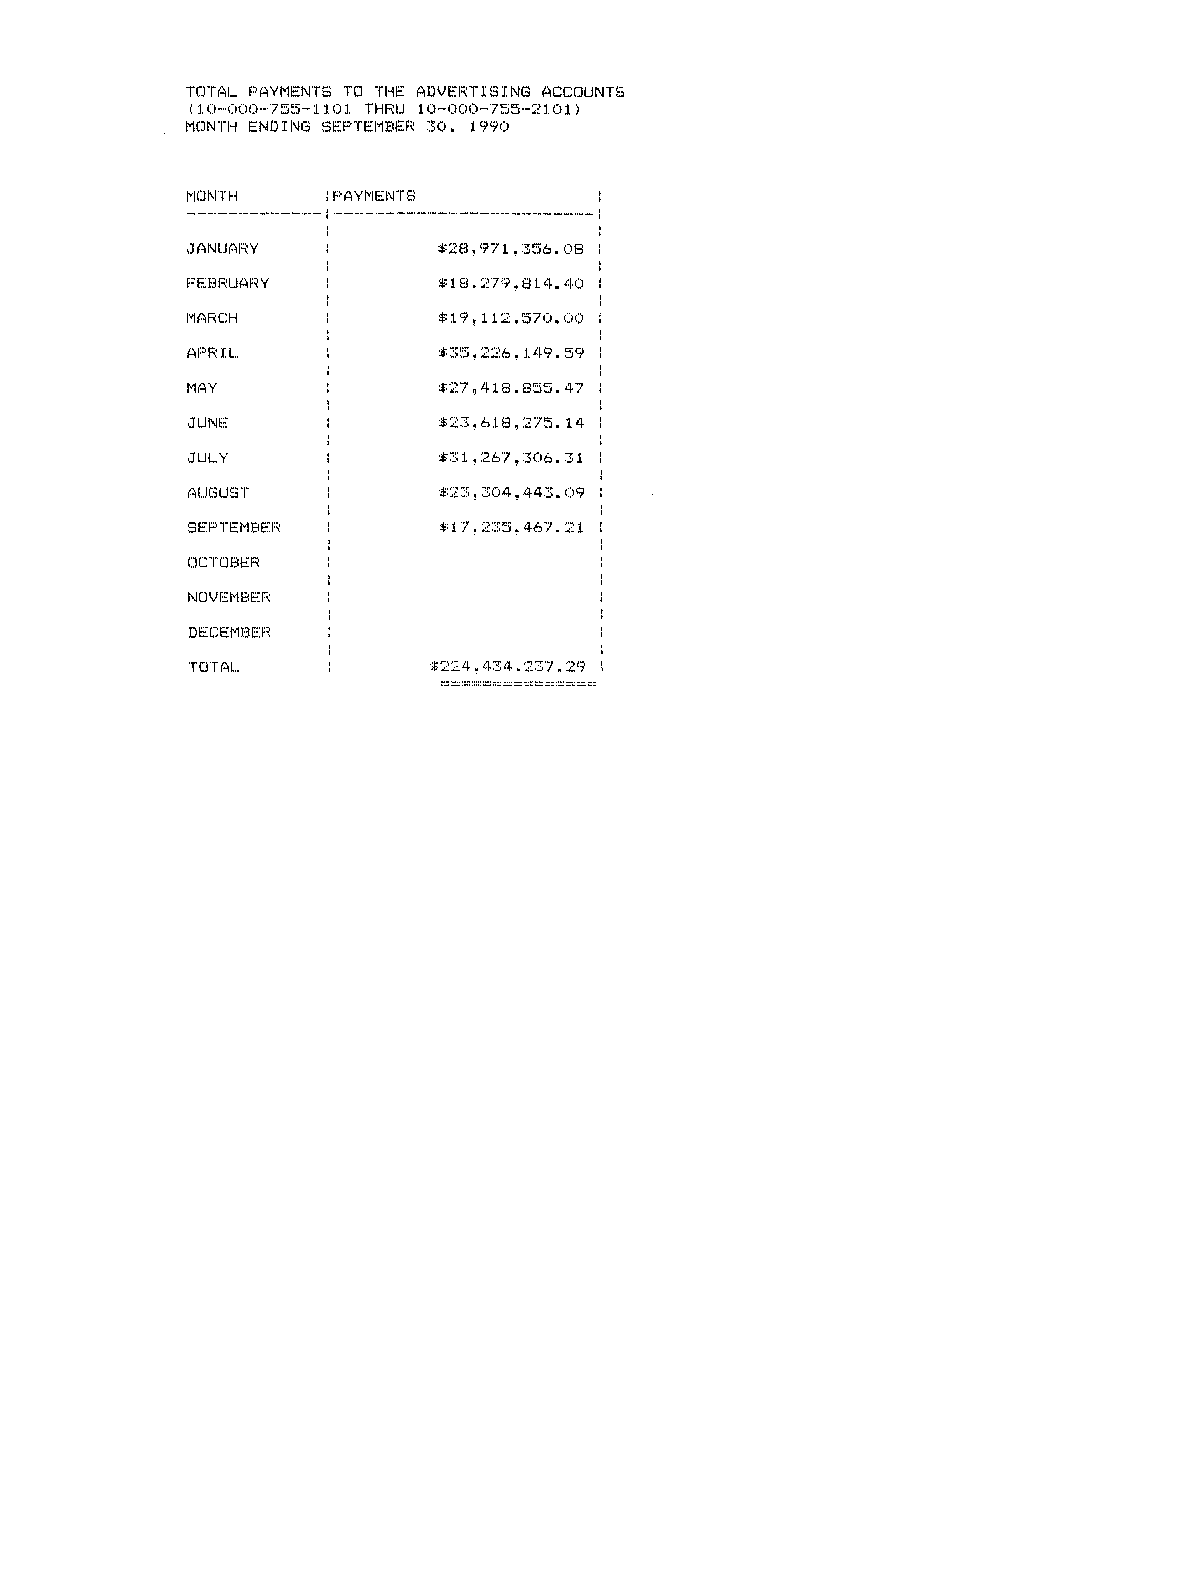 TOTAL PAYMENTS TO THE ADVERTISING ACCOUNTS
(10-000-755-1101 THRU 10-000-755-2101)
MONTH ENDING SEPTEMBER 30, 1990
MONTH PAYMENTS
JANUARY $28,971,356.08
FEBRUARY $18,279,814.40
MARCH $19,112,570.00
APRIL $35,226,149.59
MAY $27,418,855.47
JUNE $23,618,275.14
JULY $31,267,306.31
AUGUST $23,304,443.09
SEPTEMBER $17,235,467.21
OCTOBER
NOVEMBER
DECEMBER
TOTAL $224,434,237.29